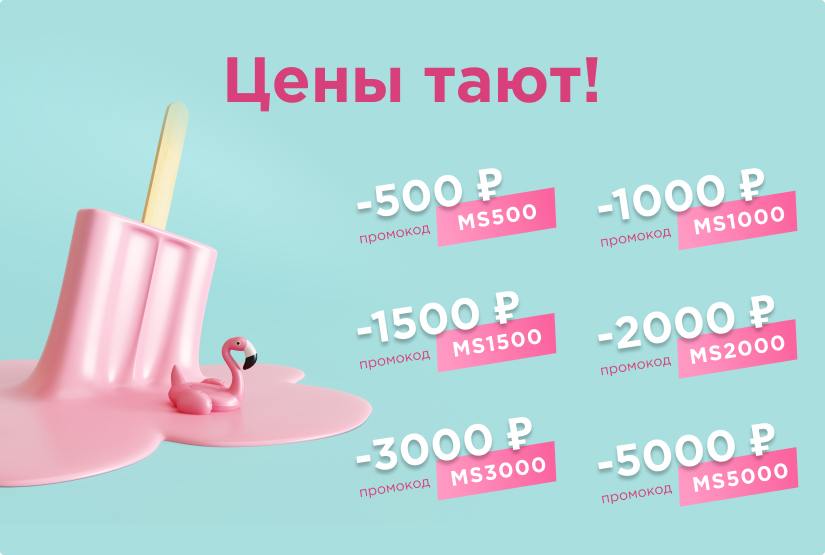 Цены тают!
-500 ₽
промокод MS500
-1000 ₽
промокод MS1000
-1500 ₽
промокод MS1500
-2000 ₽
промокод MS2000
-3000 ₽
промокод MS3000
-5000 ₽
промокод MS5000